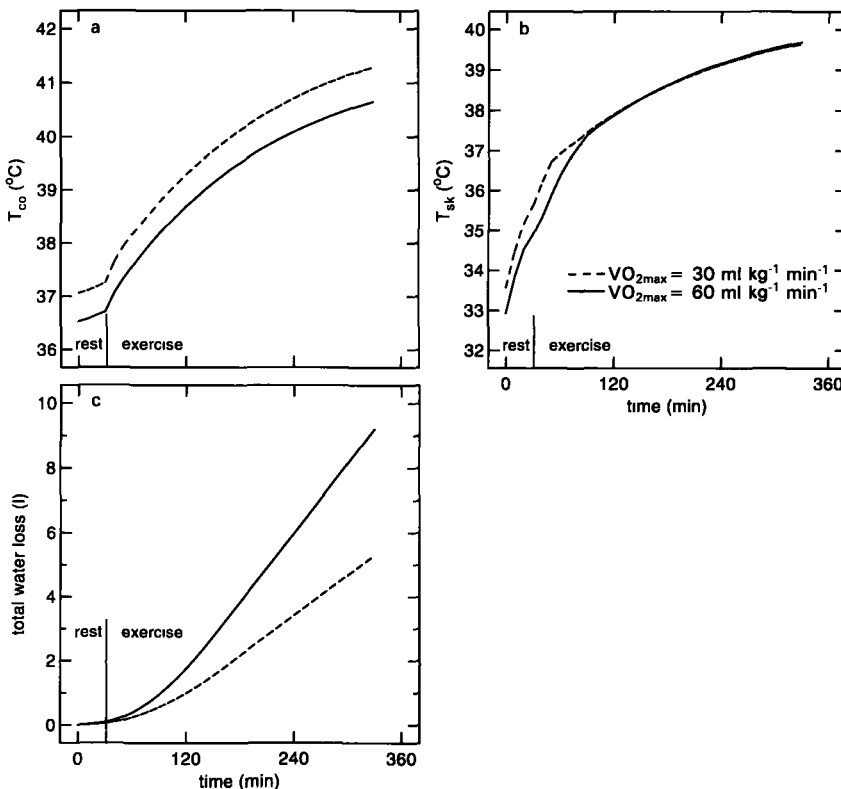 a
42
41
40
39
38
37
36
T_co (°C)
rest
exercise
b
40
39
38
37
36
35
34
33
32
T_sk (°C)
VO_2max = 30 ml kg^-1 min^-1
VO_2max = 60 ml kg^-1 min^-1
rest
exercise
0
120
240
360
time (min)
c
10
8
6
4
2
0
total water loss (l)
rest
exercise
0
120
240
360
time (min)